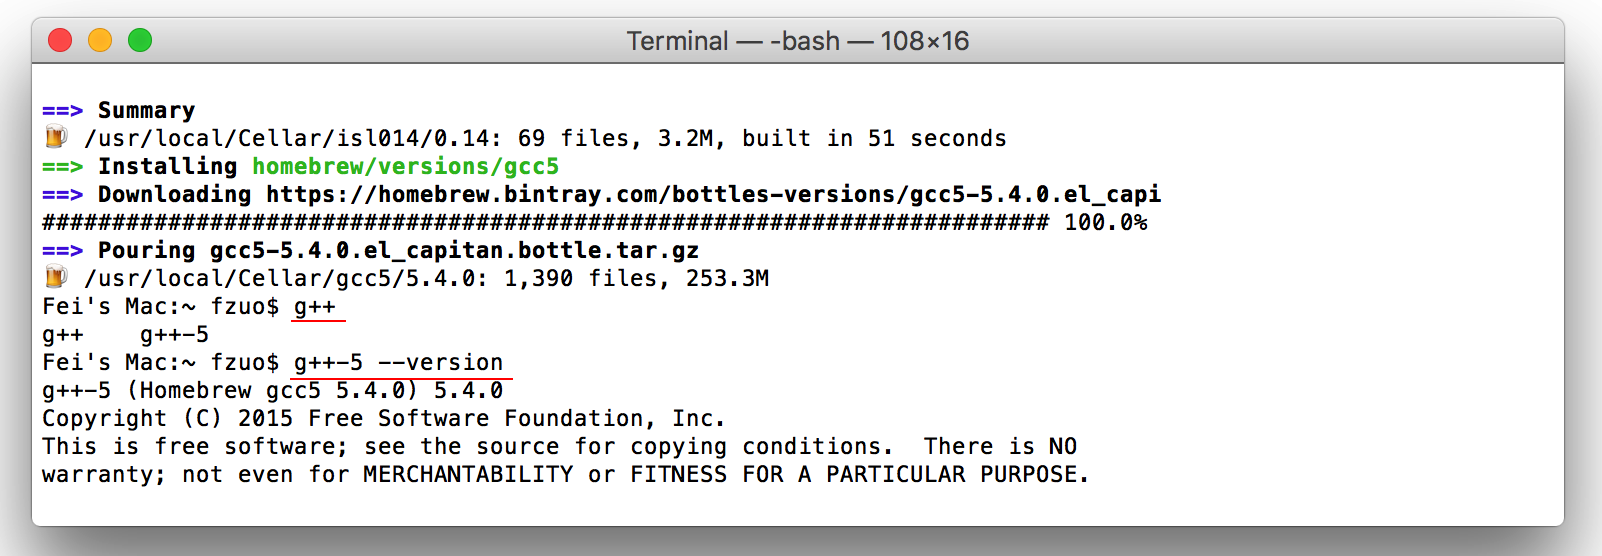 Terminal — -bash — 108×16
==> Summary
🍺 /usr/local/Cellar/isl014/0.14: 69 files, 3.2M, built in 51 seconds
==> Installing homebrew/versions/gcc5
==> Downloading https://homebrew.bintray.com/bottles-versions/gcc5-5.4.0.el_capi
######################################################################## 100.0%
==> Pouring gcc5-5.4.0.el_capitan.bottle.tar.gz
🍺 /usr/local/Cellar/gcc5/5.4.0: 1,390 files, 253.3M
Fei's Mac:~ fzuo$ g++
g++    g++-5
Fei's Mac:~ fzuo$ g++-5 --version
g++-5 (Homebrew gcc5 5.4.0) 5.4.0
Copyright (C) 2015 Free Software Foundation, Inc.
This is free software; see the source for copying conditions.  There is NO
warranty; not even for MERCHANTABILITY or FITNESS FOR A PARTICULAR PURPOSE.